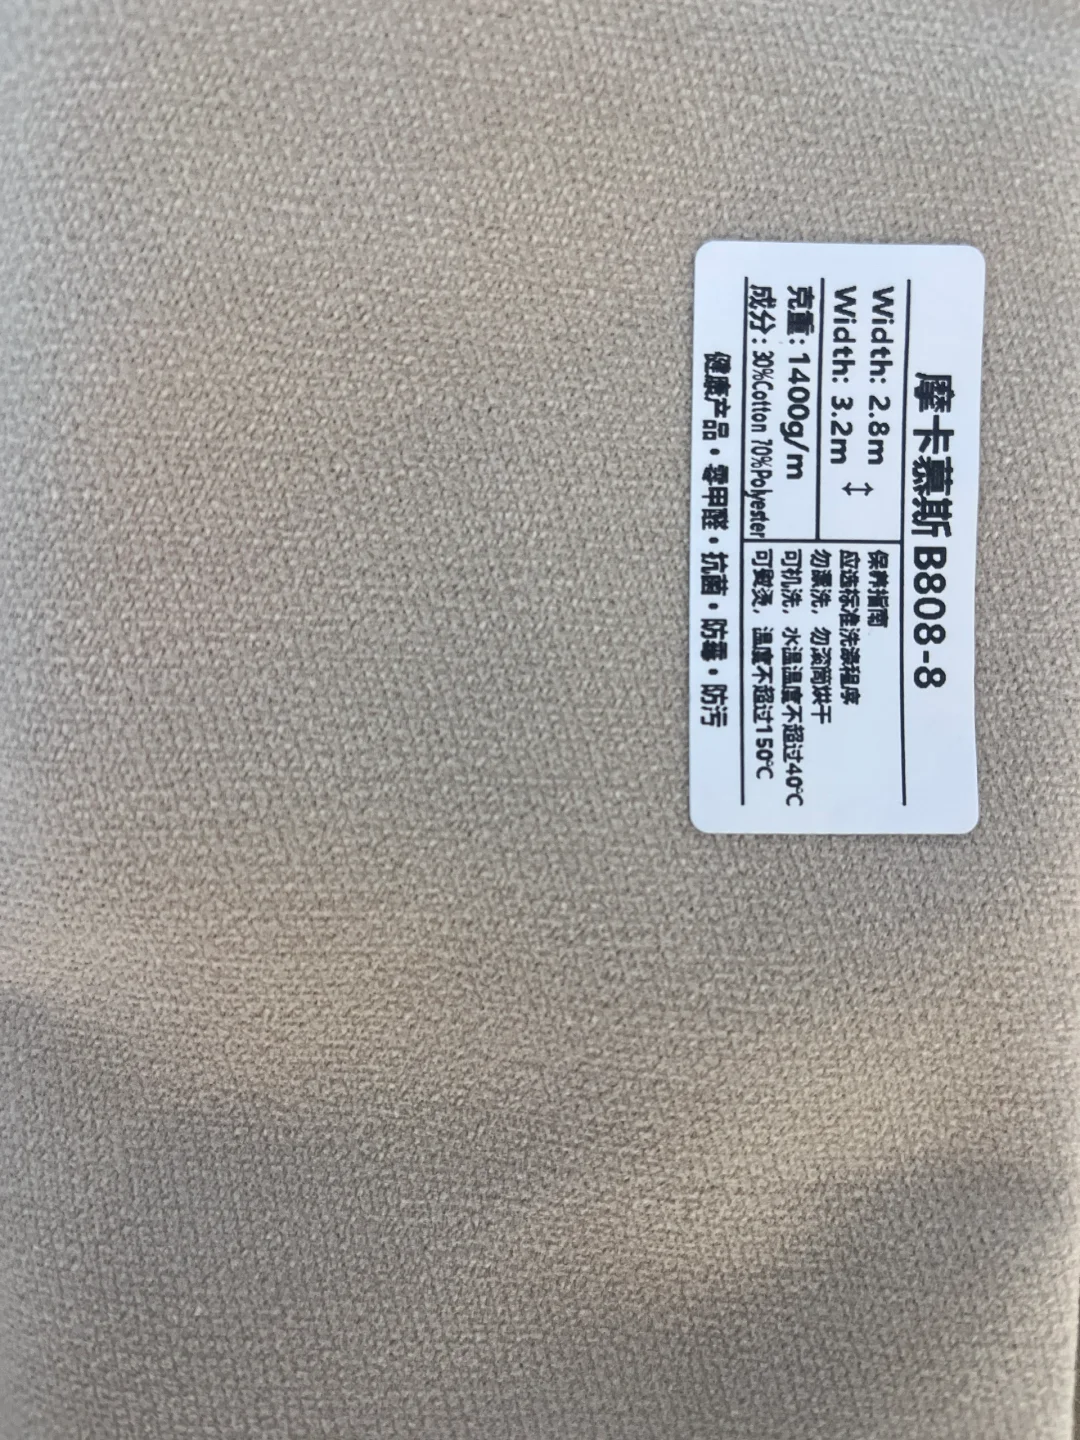 摩卡慕斯 B808-8
Width: 2.8m
Width: 3.2m ↕
克重: 1400g/m
成分: 30%Cotton 70%Polyester
保养指南
应选标准洗涤程序
勿漂洗，勿滚筒烘干
可机洗，水温温度不超过40℃
可熨烫，温度不超过150℃
健康产品·零甲醛·抗菌·防霉·防污